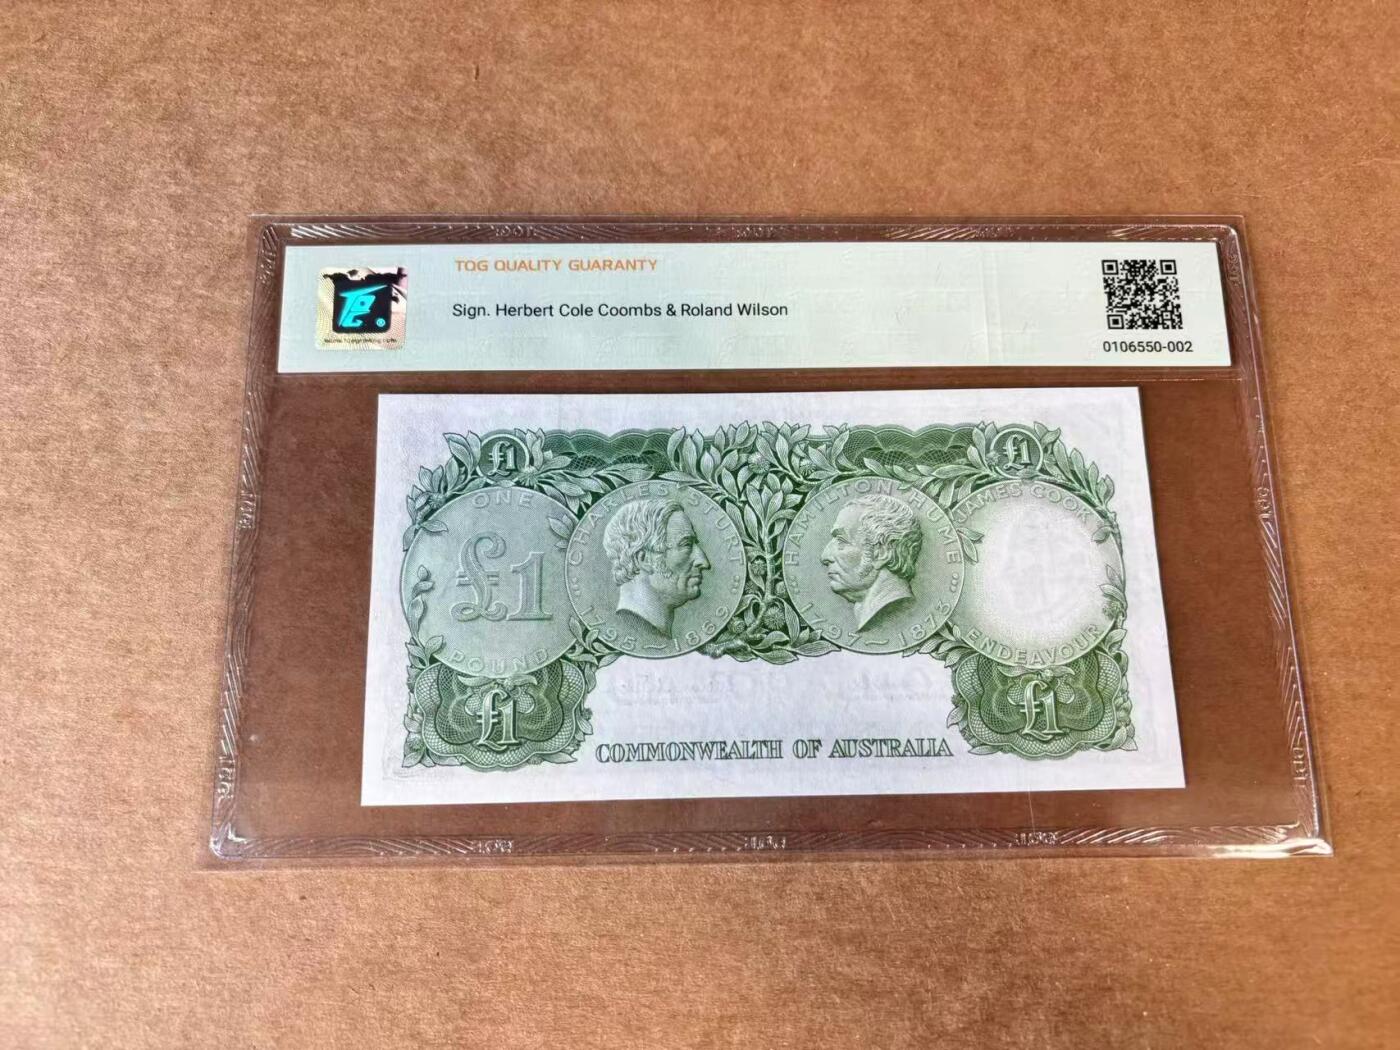 TQG QUALITY GUARANTY
Sign. Herbert Cole Coombs & Roland Wilson
0106550-002
£1
£1
ONE
£1
POUND
CHARLES STURT
1795-1869
HAMILTON HUME
1797-1873
JAMES COOK
ENDEAVOUR
£1
£1
COMMONWEALTH OF AUSTRALIA